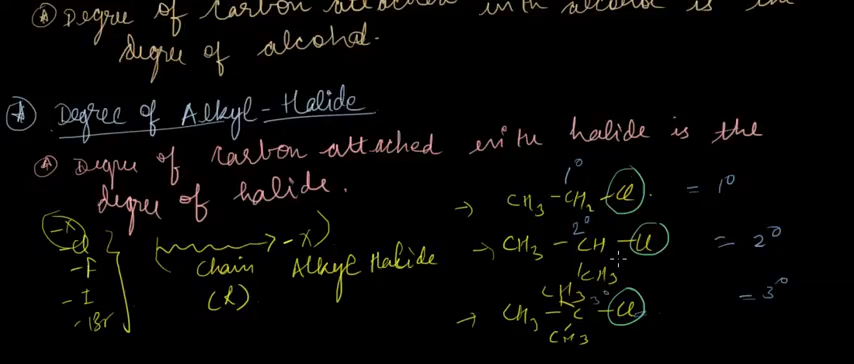 Ⓐ Degree of Carbon attached with alcohol is the
degree of alcohol.
Degree of Alkyl-Halide
Ⓐ Degree of carbon attached with halide is the
degree of halide.
1°
→ CH3 – CH2 – Cl = 1°
2°
→ CH3 – CH – Cl = 2°
CH3
CH3 3°
→ CH3 – C – Cl = 3°
CH3
–X
–Cl
–F
–I
–Br
→ –X
Chain Alkyl Halide
(R)